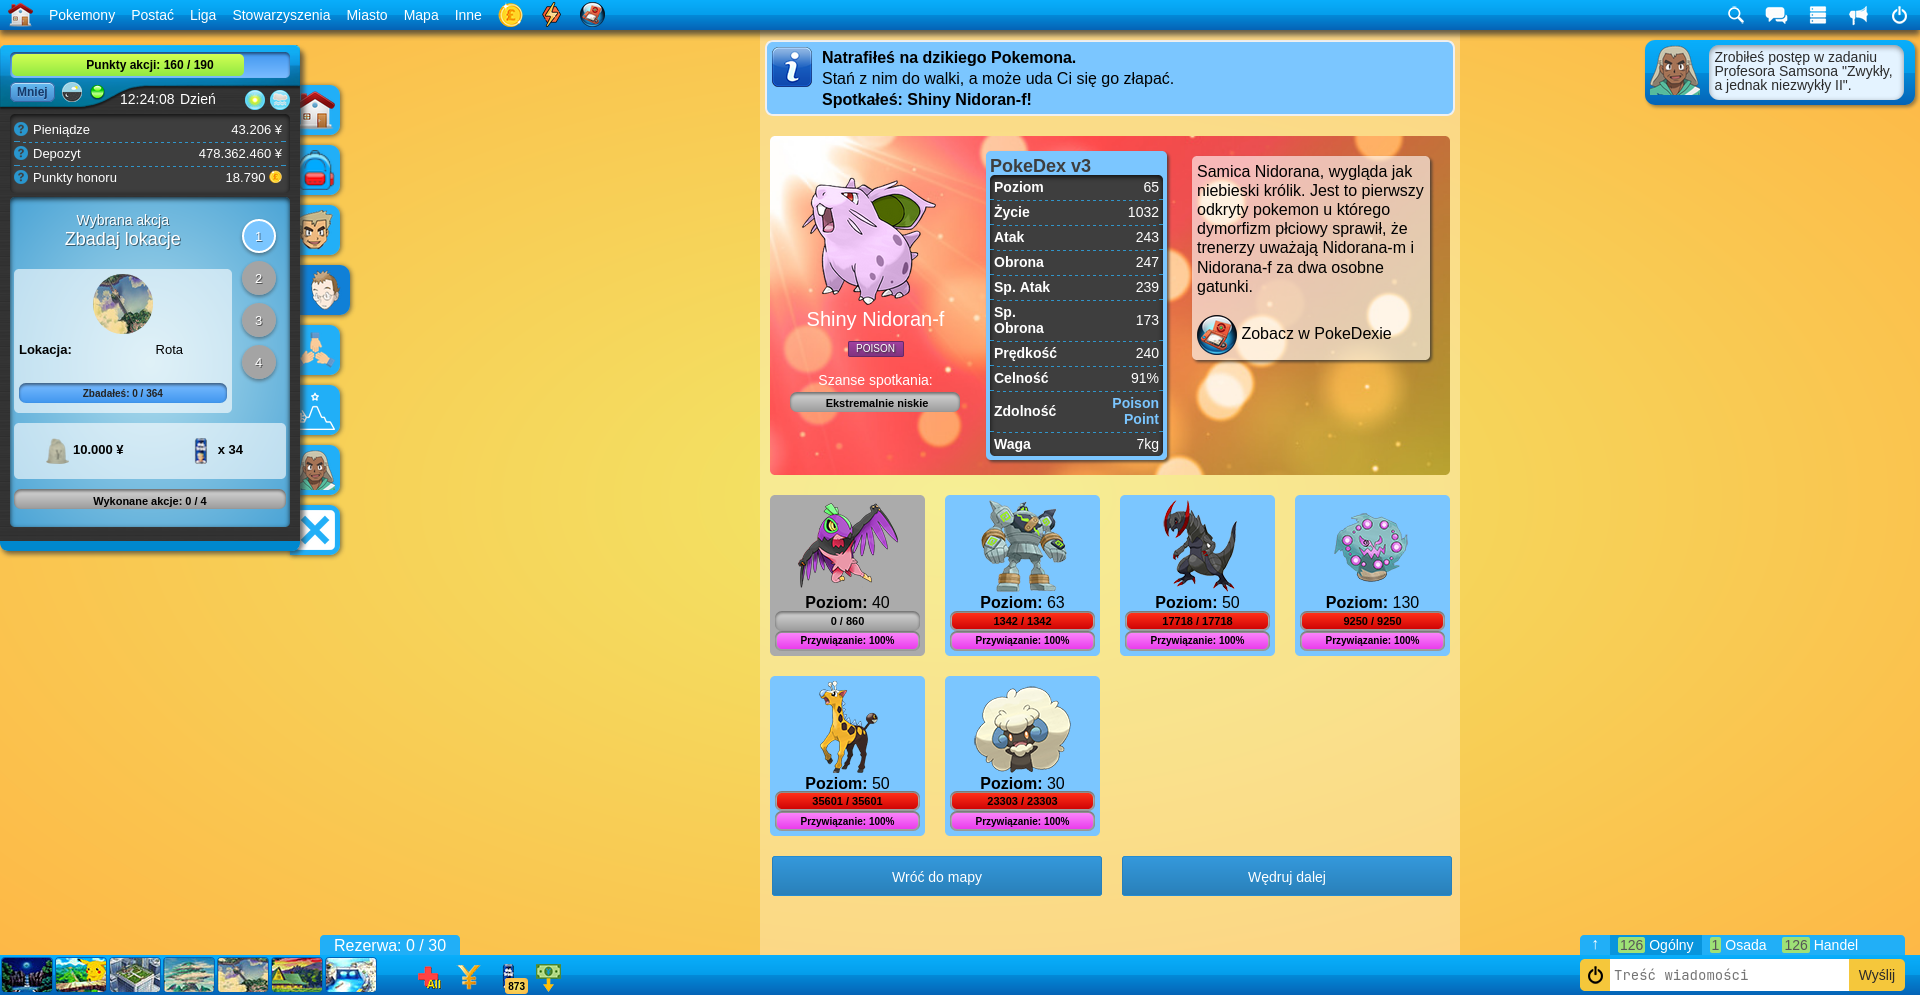 Pokemony Postać Liga Stowarzyszenia Miasto Mapa Inne
Punkty akcji: 160 / 190
Mniej
12:24:08 Dzień
Pieniądze 43.206 ¥
Depozyt 478.362.460 ¥
Punkty honoru 18.790
Wybrana akcja
Zbadaj lokacje
1
2
3
4
Lokacja: Rota
Zbadałeś: 0 / 364
10.000 ¥ x 34
Wykonane akcje: 0 / 4
Natrafiłeś na dzikiego Pokemona.
Stań z nim do walki, a może uda Ci się go złapać.
Spotkałeś: Shiny Nidoran-f!
Shiny Nidoran-f
POISON
Szanse spotkania:
Ekstremalnie niskie
PokeDex v3
Poziom 65
Życie 1032
Atak 243
Obrona 247
Sp. Atak 239
Sp. Obrona 173
Prędkość 240
Celność 91%
Zdolność Poison Point
Waga 7kg
Samica Nidorana, wygląda jak
niebieski królik. Jest to pierwszy
odkryty pokemon u którego
dymorfizm płciowy sprawił, że
trenerzy uważają Nidorana-m i
Nidorana-f za dwa osobne
gatunki.
Zobacz w PokeDexie
Poziom: 40
0 / 860
Przywiązanie: 100%
Poziom: 63
1342 / 1342
Przywiązanie: 100%
Poziom: 50
17718 / 17718
Przywiązanie: 100%
Poziom: 130
9250 / 9250
Przywiązanie: 100%
Poziom: 50
35601 / 35601
Przywiązanie: 100%
Poziom: 30
23303 / 23303
Przywiązanie: 100%
Wróć do mapy
Wędruj dalej
Zrobiłeś postęp w zadaniu
Profesora Samsona "Zwykły,
a jednak niezwykły II".
Rezerwa: 0 / 30
All
873
↑ 126 Ogólny 1 Osada 126 Handel
Treść wiadomości
Wyślij